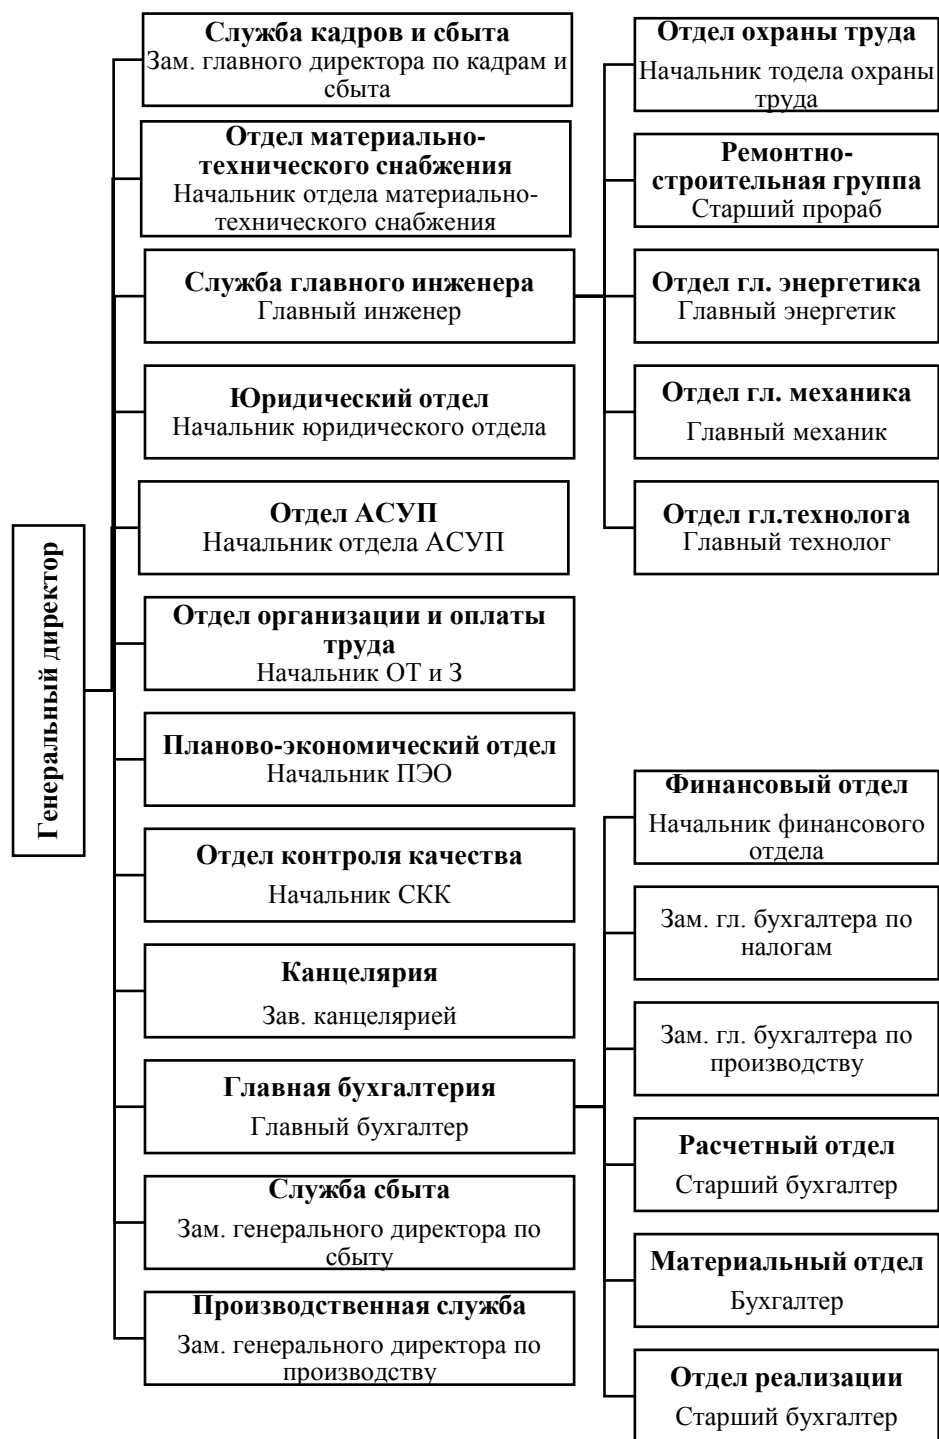 Генеральный директор
Служба кадров и сбыта
Зам. главного директора по кадрам и
сбыта
Отдел материально-
технического снабжения
Начальник отдела материально-
технического снабжения
Служба главного инженера
Главный инженер
Юридический отдел
Начальник юридического отдела
Отдел АСУП
Начальник отдела АСУП
Отдел организации и оплаты
труда
Начальник ОТ и З
Планово-экономический отдел
Начальник ПЭО
Отдел контроля качества
Начальник СКК
Канцелярия
Зав. канцелярией
Главная бухгалтерия
Главный бухгалтер
Служба сбыта
Зам. генерального директора по
сбыту
Производственная служба
Зам. генерального директора по
производству
Отдел охраны труда
Начальник тодела охраны
труда
Ремонтно-
строительная группа
Старший прораб
Отдел гл. энергетика
Главный энергетик
Отдел гл. механика
Главный механик
Отдел гл.технолога
Главный технолог
Финансовый отдел
Начальник финансового
отдела
Зам. гл. бухгалтера по
налогам
Зам. гл. бухгалтера по
производству
Расчетный отдел
Старший бухгалтер
Материальный отдел
Бухгалтер
Отдел реализации
Старший бухгалтер